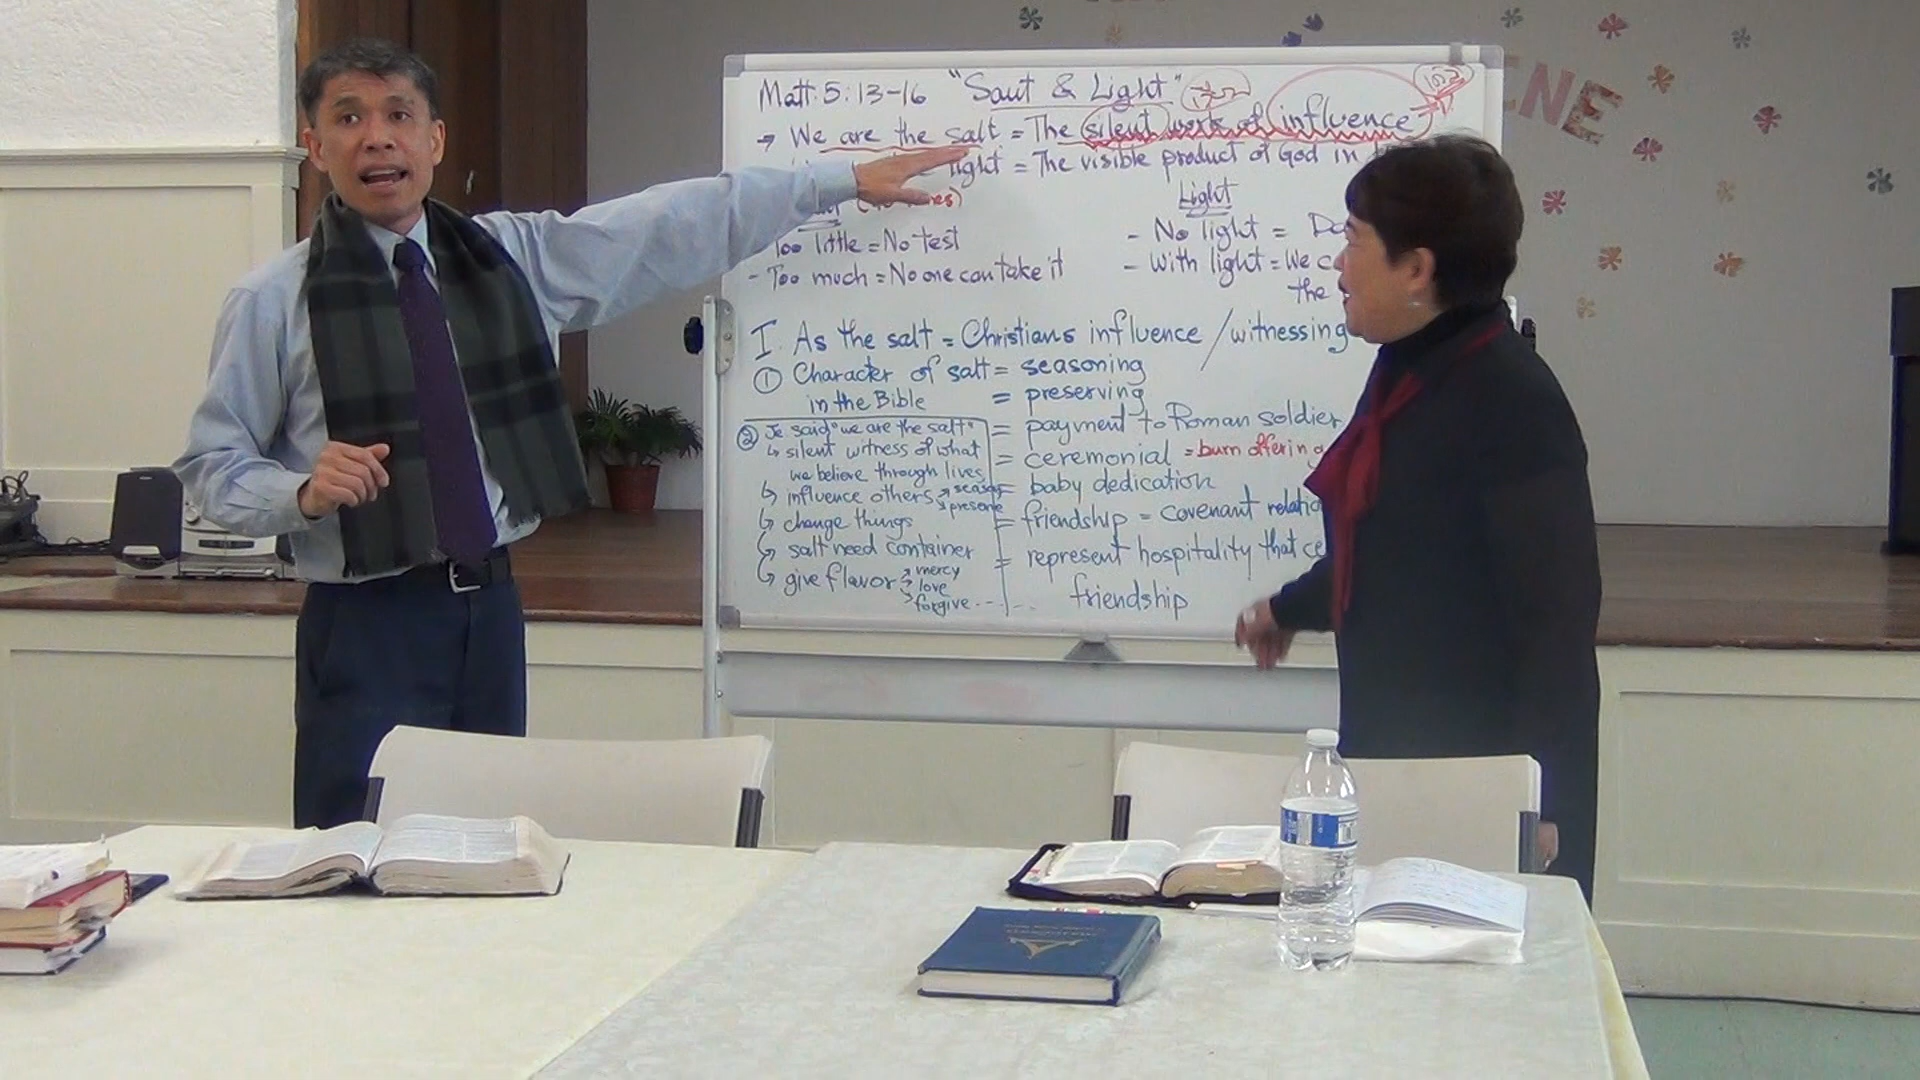 Matt. 5:13-16 "Saut & Light"
→ We are the salt = The silent work of influence
light = The visible product of God in
(
es)
Light
Too little = No test
- No light =
- Too much = No one can take it
- With light = We
the
I. As the salt = Christians influence / witnessing
① Character of salt = seasoning
in the Bible = preserving
② Je said "we are the salt" = payment to Roman soldier
↳ silent witness of what = ceremonial = burn offering
we believe through lives = baby dedication
↳ influence others
↳ change things = friendship = covenant
↳ salt need container = represent hospitality that
↳ give flavor → mercy
→ love friendship
→ forgive - - -
ENE